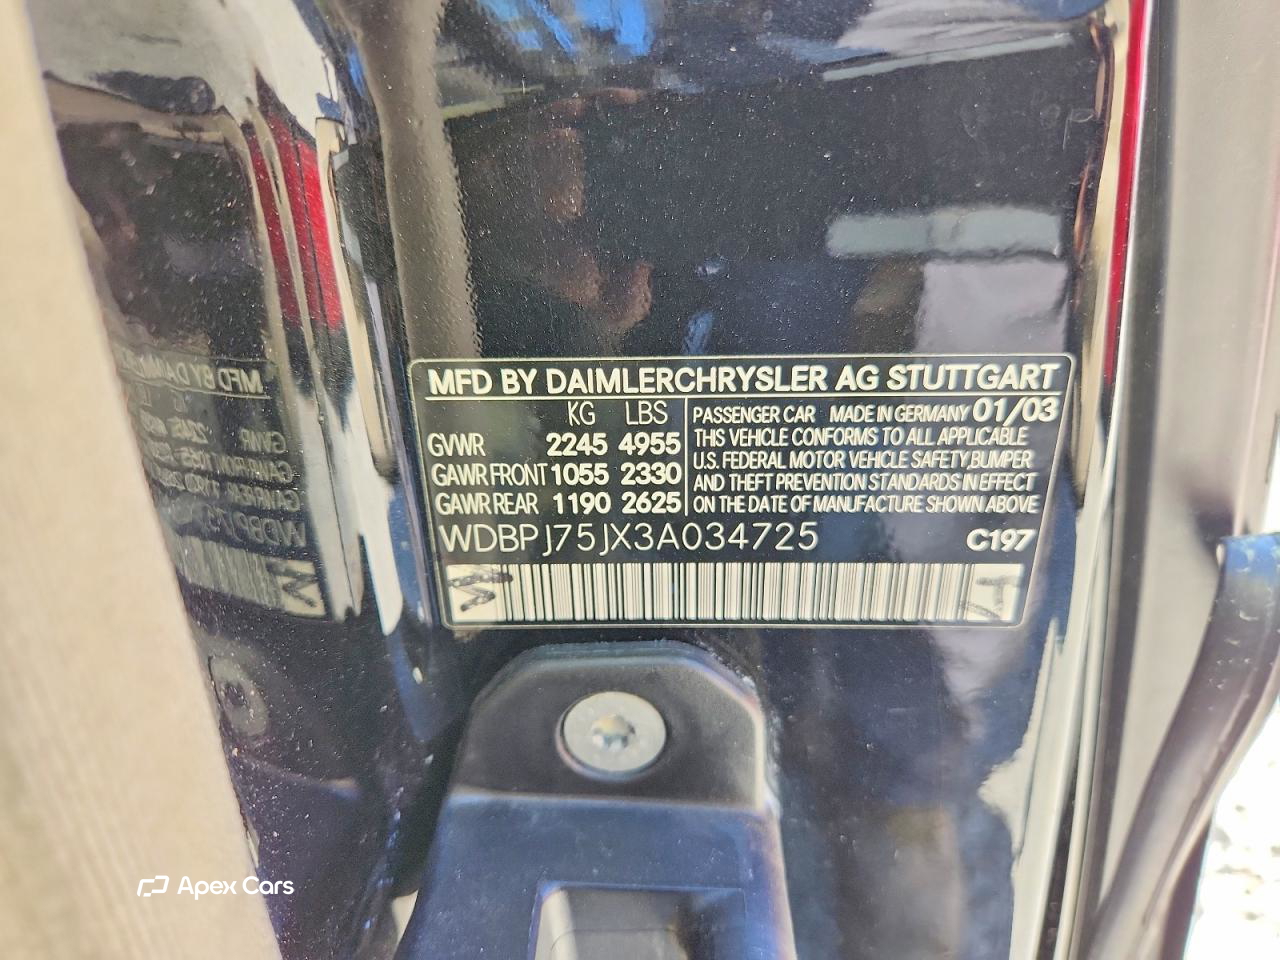 MFD BY DAIMLERCHRYSLER AG STUTTGART
KG LBS
GVWR 2245 4955
GAWR FRONT 1055 2330
GAWR REAR 1190 2625
PASSENGER CAR MADE IN GERMANY 01/03
THIS VEHICLE CONFORMS TO ALL APPLICABLE
U.S. FEDERAL MOTOR VEHICLE SAFETY, BUMPER
AND THEFT PREVENTION STANDARDS IN EFFECT
ON THE DATE OF MANUFACTURE SHOWN ABOVE
WDBPJ75JX3A034725 C197
Apex Cars